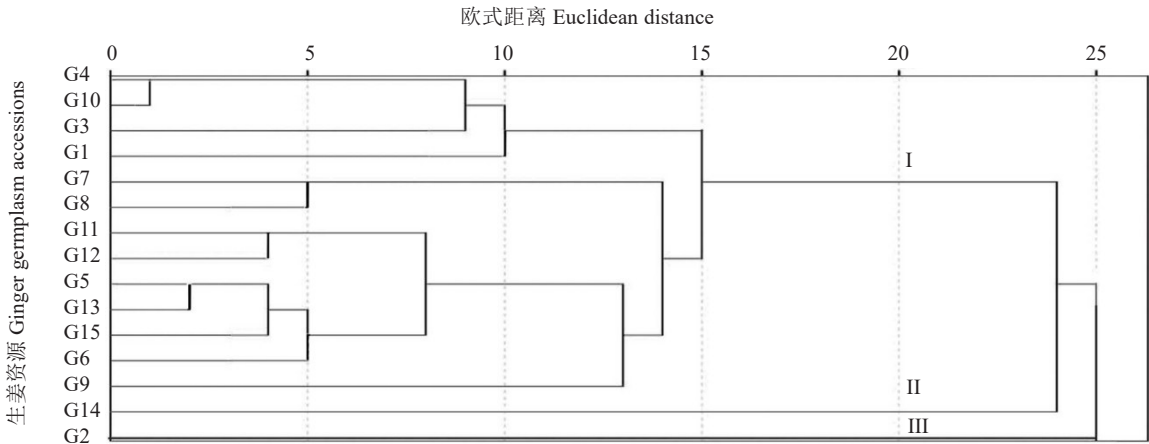 欧式距离 Euclidean distance
0 5 10 15 20 25
生姜资源 Ginger germplasm accessions
G4
G10
G3
G1
I
G7
G8
G11
G12
G5
G13
G15
G6
G9
II
G14
III
G2